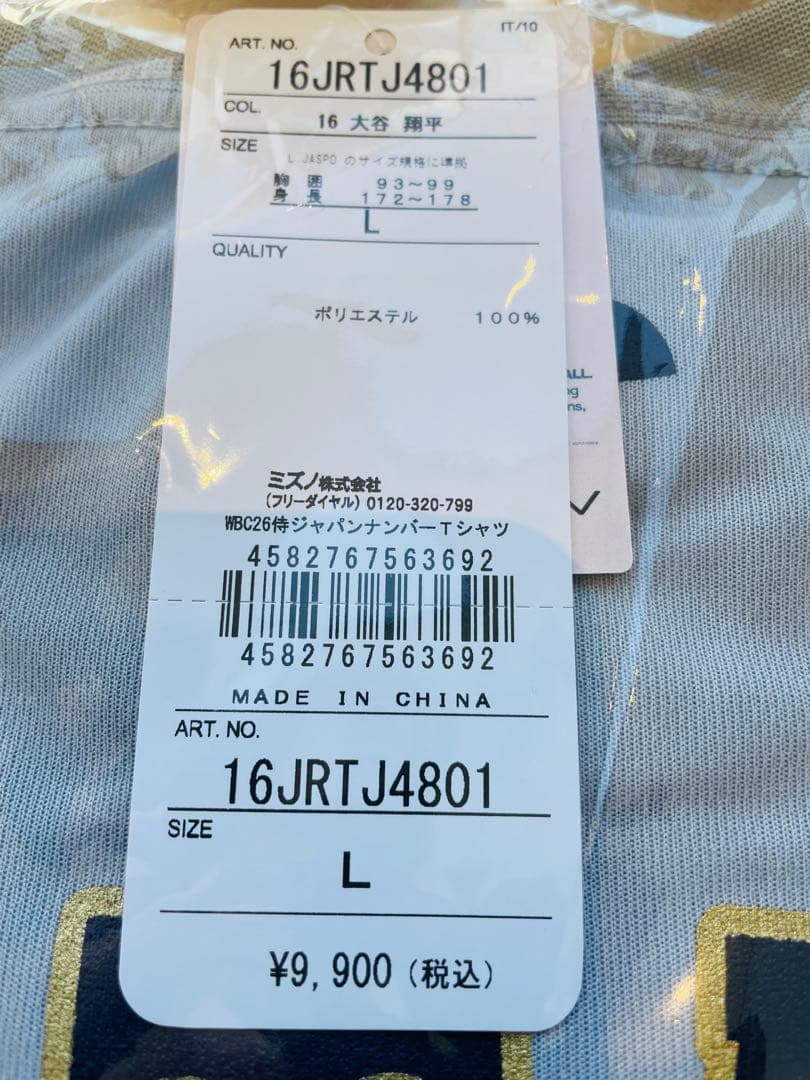 IT/10
ART. NO.
16JRTJ4801
COL.
16 大谷 翔平
SIZE
L JASPO のサイズ規格に準拠
胸 囲 93～99
身 長 172～178
L
QUALITY
ポリエステル 100%
ALL.
ng
ns,
ミズノ株式会社
(フリーダイヤル) 0120-320-799
WBC26侍ジャパンナンバーTシャツ
4582767563692
4582767563692
MADE IN CHINA
ART. NO.
16JRTJ4801
SIZE
L
¥9,900(税込)